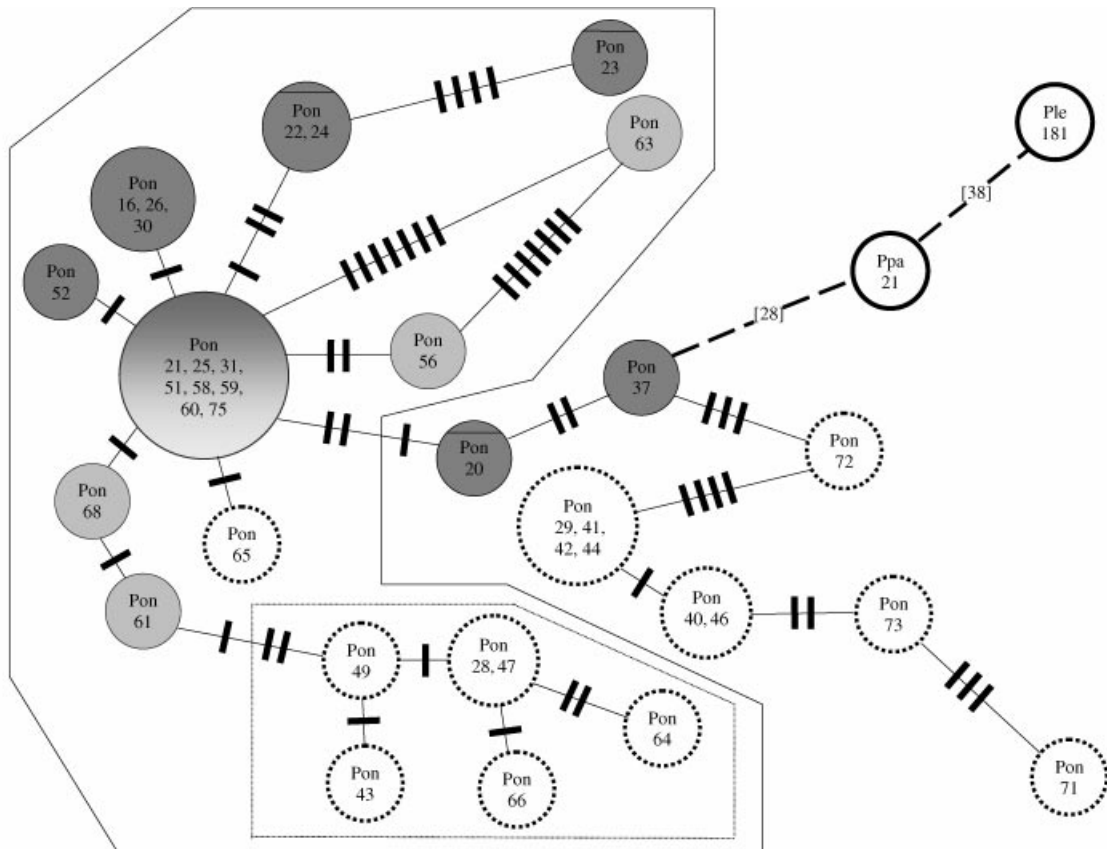 Pon
23
Pon
22, 24
Pon
63
Ple
181
Pon
16, 26,
30
[38]
Pon
52
Ppa
21
[28]
Pon
21, 25, 31,
51, 58, 59,
60, 75
Pon
56
Pon
37
Pon
20
Pon
72
Pon
68
Pon
65
Pon
29, 41,
42, 44
Pon
61
Pon
40, 46
Pon
73
Pon
49
Pon
28, 47
Pon
64
Pon
43
Pon
66
Pon
71